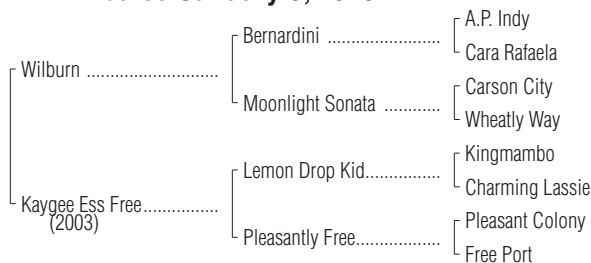 Bernardini
A.P. Indy
Cara Rafaela
Wilburn
Moonlight Sonata
Carson City
Wheatly Way
Lemon Drop Kid
Kingmambo
Charming Lassie
Kaygee Ess Free
(2003)
Pleasantly Free
Pleasant Colony
Free Port